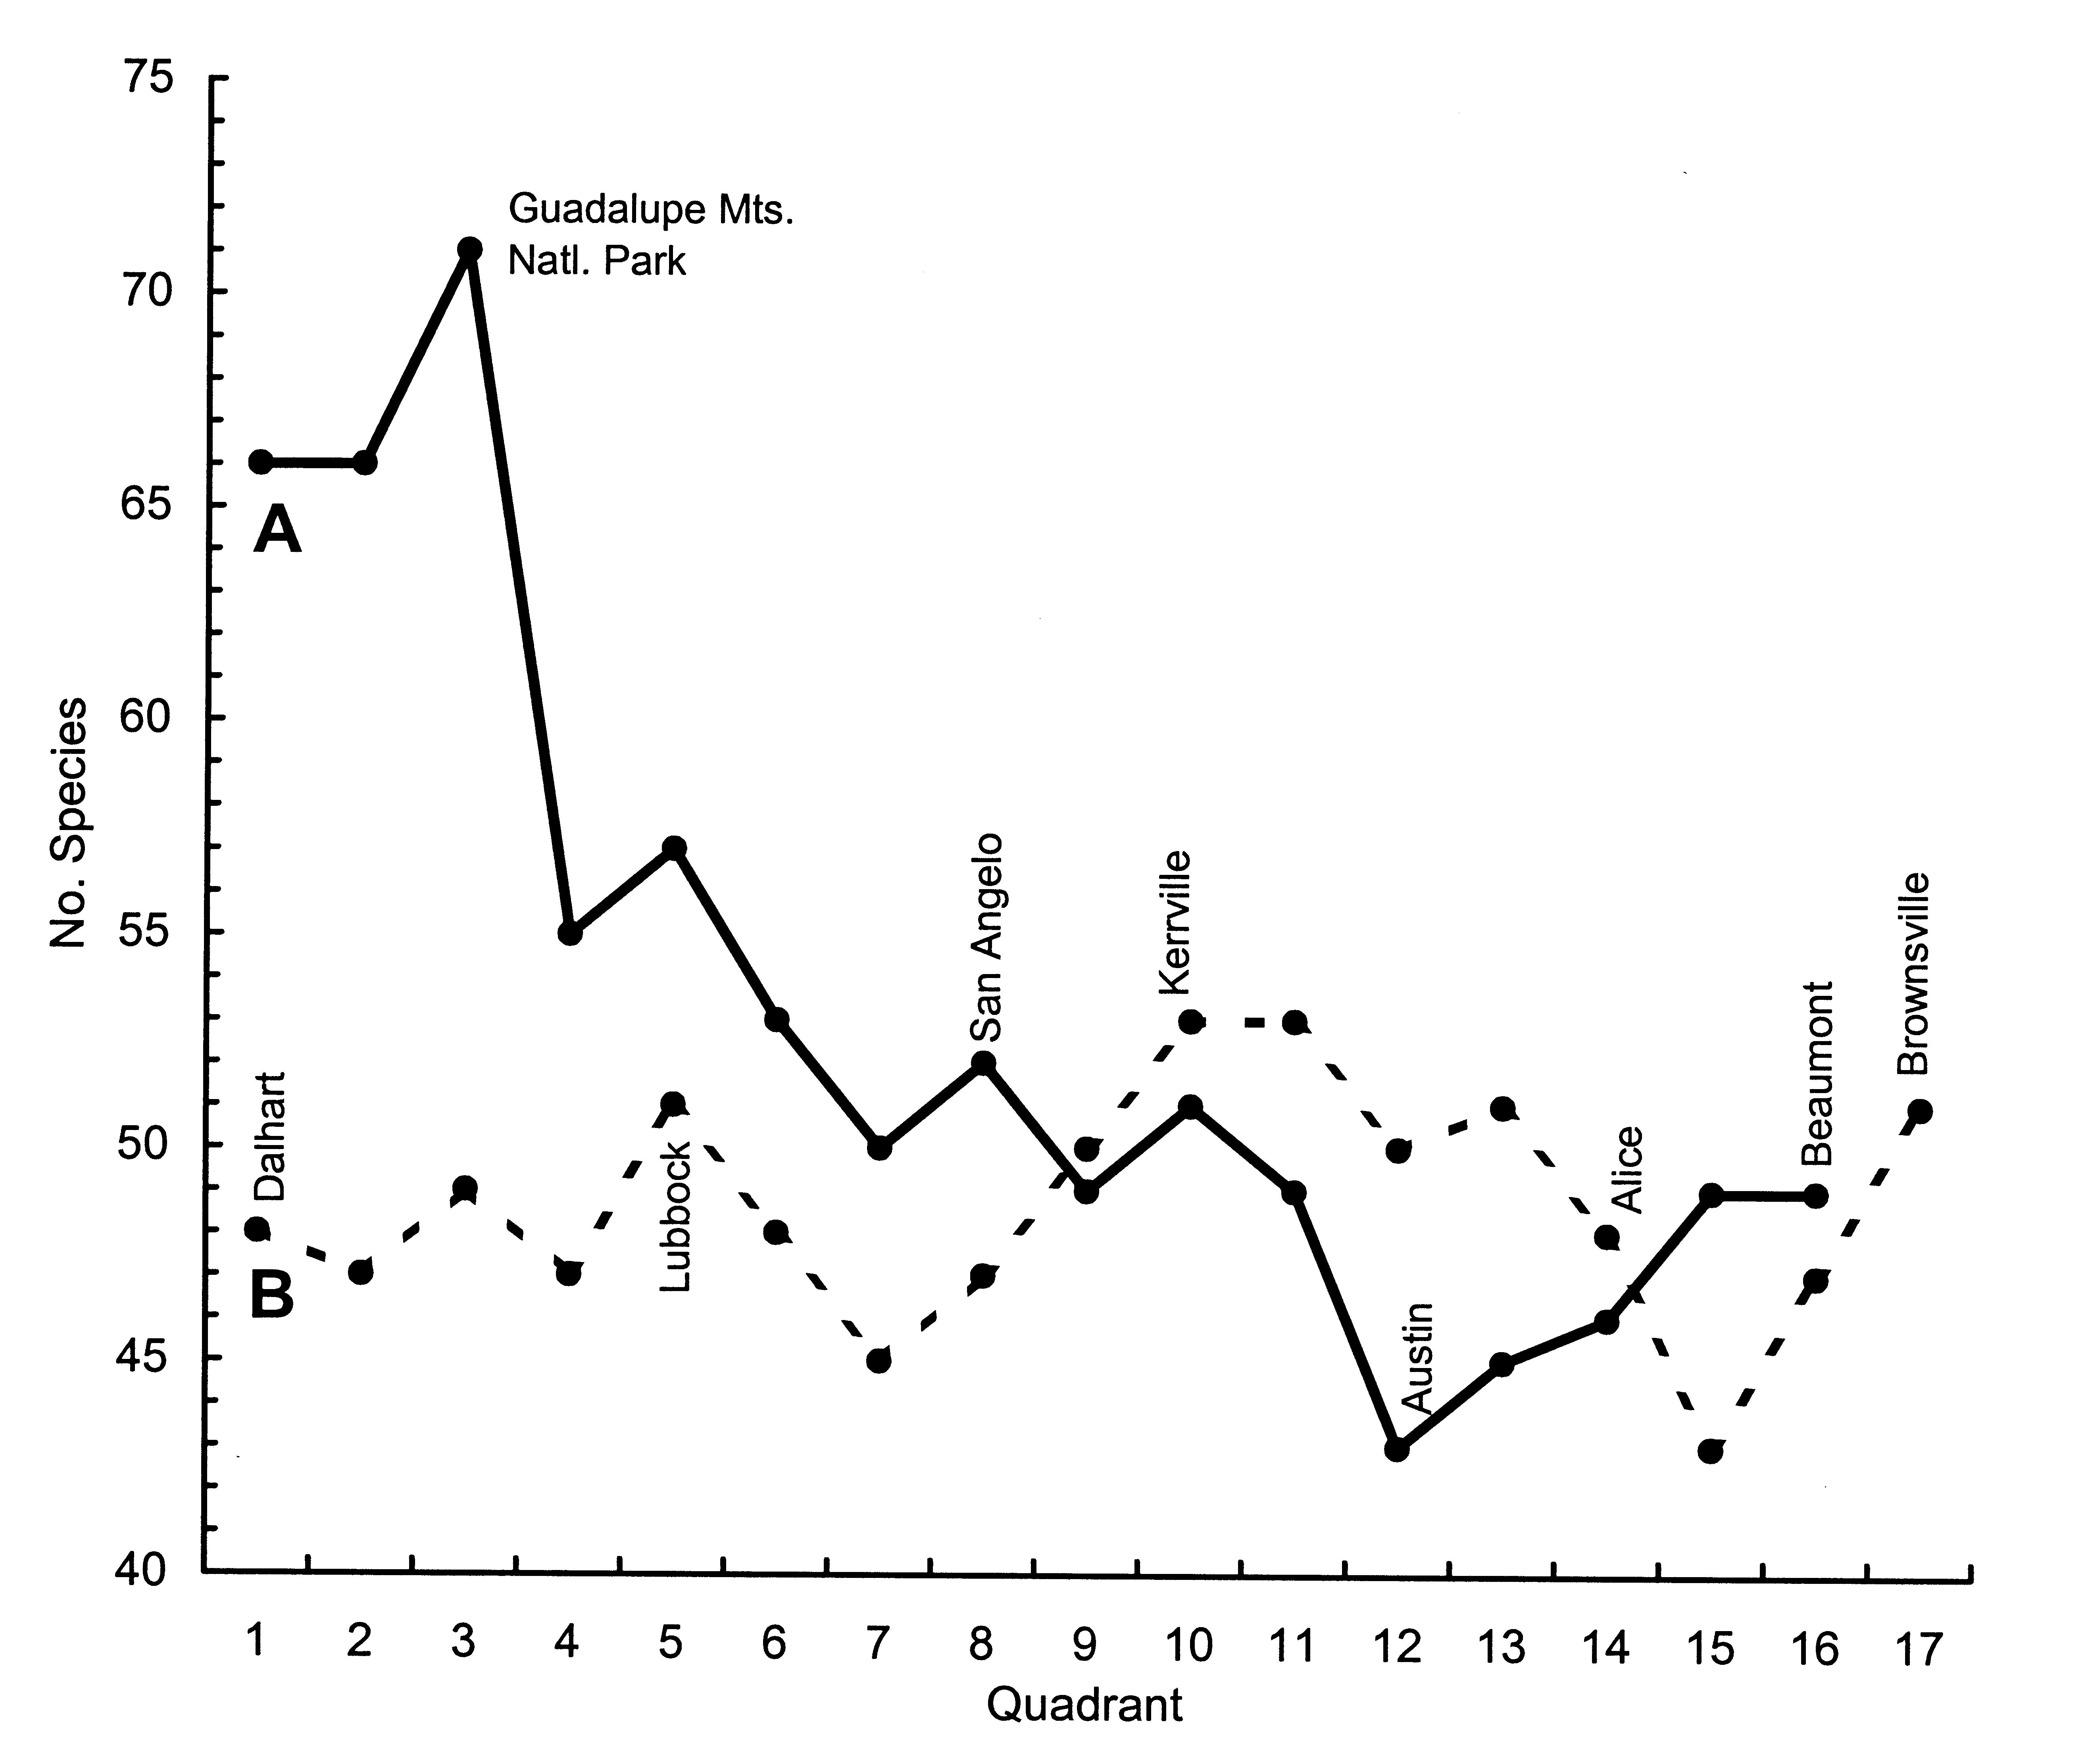 75
70
65
60
55
50
45
40
No. Species
Guadalupe Mts.
Natl. Park
A
B
Dalhart
Lubbock
San Angelo
Kerrville
Austin
Alice
Beaumont
Brownsville
1 2 3 4 5 6 7 8 9 10 11 12 13 14 15 16 17
Quadrant